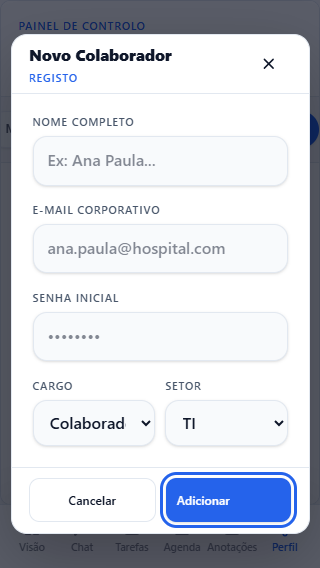 PAINEL DE CONTROLO
Novo Colaborador
REGISTO
NOME COMPLETO
Ex: Ana Paula...
E-MAIL CORPORATIVO
ana.paula@hospital.com
SENHA INICIAL
••••••••
CARGO SETOR
Colaborad TI
Cancelar Adicionar
Visão Chat Tarefas Agenda Anotações Perfil